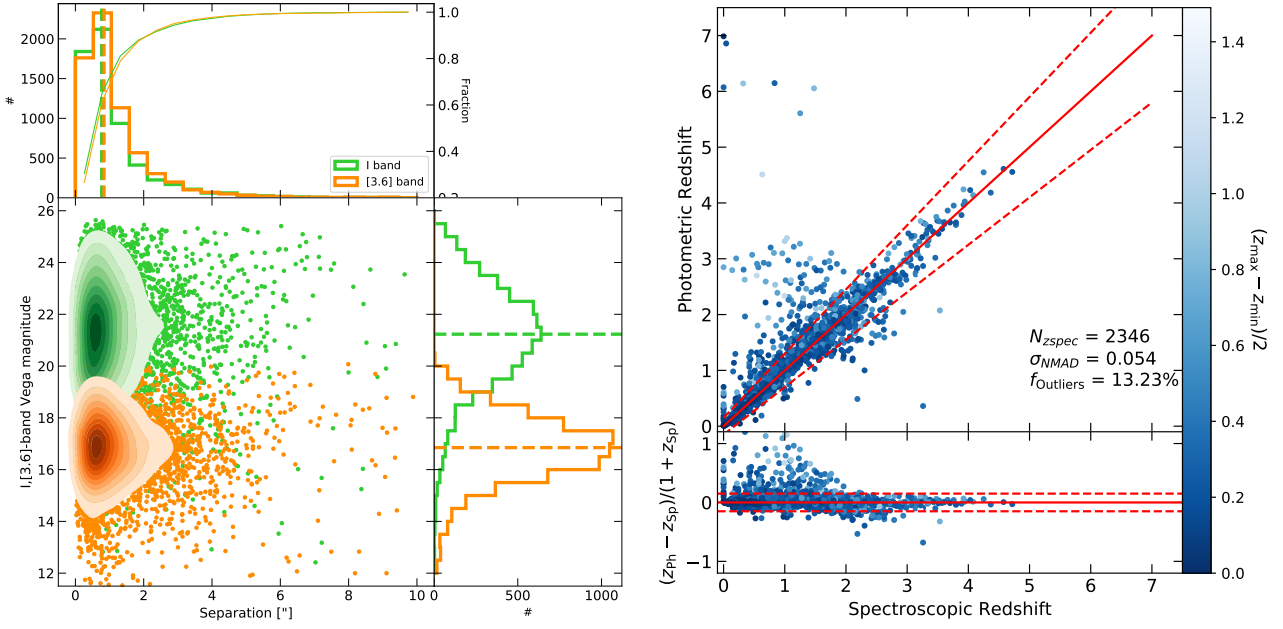 2000
1500
1000
500
0
#
1.0
0.8
0.6
0.4
0.2
Fraction
I band
[3.6] band
26
24
22
20
18
16
14
12
I,[3.6]-band Vega magnitude
0 2 4 6 8 10
Separation ["]
0 500 1000
#
7
6
5
4
3
2
1
0
Photometric Redshift
N_zspec = 2346
σ_NMAD = 0.054
f_Outliers = 13.23%
1
0
−1
(z_Ph − z_Sp)/(1 + z_Sp)
0 1 2 3 4 5 6 7
Spectroscopic Redshift
1.4
1.2
1.0
0.8
0.6
0.4
0.2
0.0
(z_max − z_min)/2